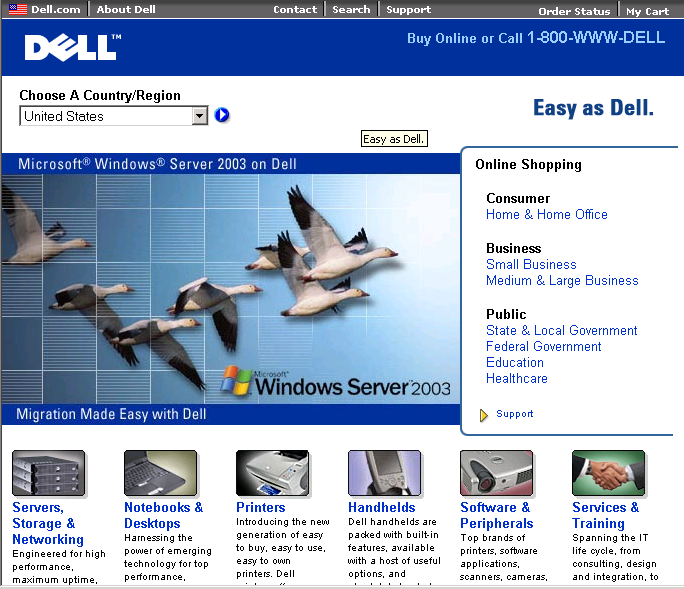 Dell.com About Dell Contact Search Support Order Status My Cart
DELL™
Buy Online or Call 1-800-WWW-DELL
Choose A Country/Region
United States
Easy as Dell.
Easy as Dell.
Microsoft® Windows® Server 2003 on Dell
Microsoft®
Windows Server™ 2003
Migration Made Easy with Dell
Online Shopping
Consumer
Home & Home Office
Business
Small Business
Medium & Large Business
Public
State & Local Government
Federal Government
Education
Healthcare
Support
Servers,
Storage &
Networking
Engineered for high
performance,
maximum uptime,
Notebooks &
Desktops
Harnessing the
power of emerging
technology for top
performance,
Printers
Introducing the new
generation of easy
to buy, easy to use,
easy to own
printers. Dell
Handhelds
Dell handhelds are
packed with built-in
features, available
with a host of useful
options, and
Software &
Peripherals
Top brands of
printers, software
applications,
scanners, cameras,
Services &
Training
Spanning the IT
life cycle, from
consulting, design
and integration, to